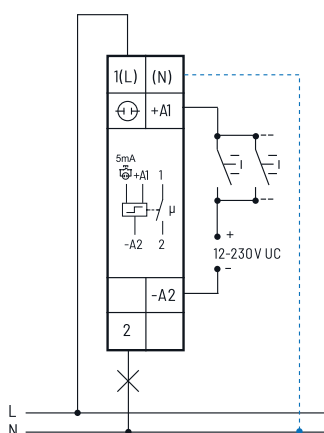 1(L) (N)
+A1
5mA
+A1 1
µ
-A2 2
+
12-230V UC
-
-A2
2
L
N